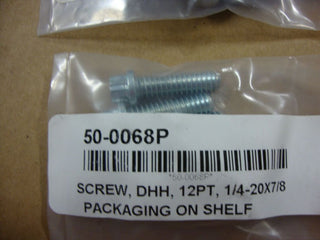 50-0068P
*50-0068P*
SCREW, DHH, 12PT, 1/4-20X7/8
PACKAGING ON SHELF